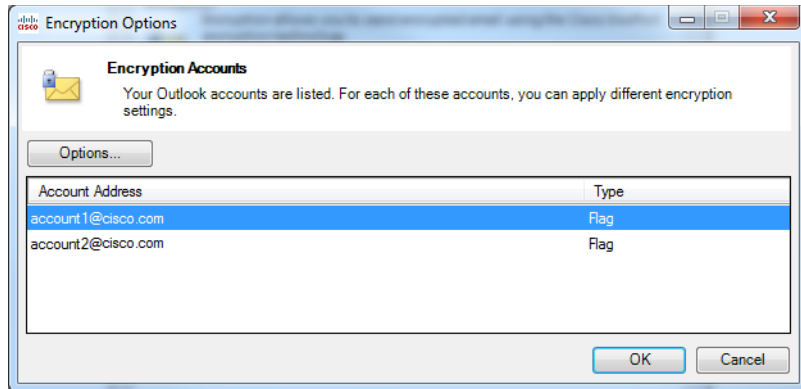 cisco Encryption Options
Encryption Accounts
Your Outlook accounts are listed. For each of these accounts, you can apply different encryption
settings.
Options...
Account Address Type
account1@cisco.com Flag
account2@cisco.com Flag
OK Cancel